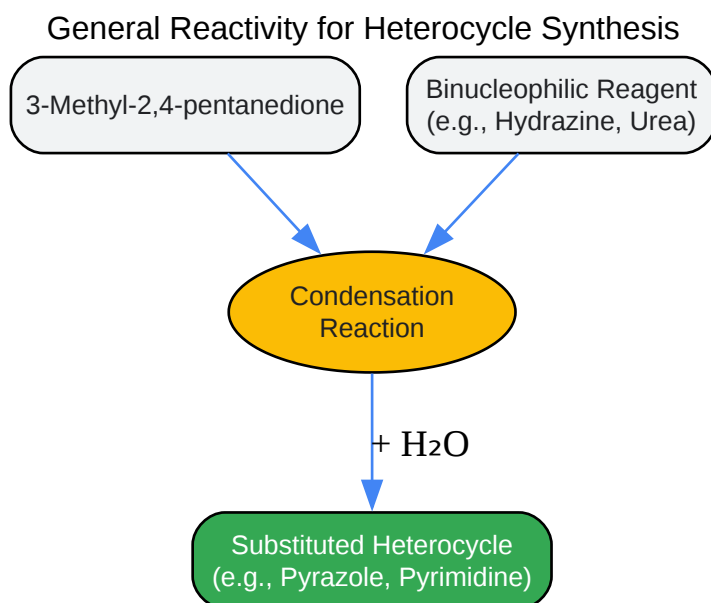 General Reactivity for Heterocycle Synthesis
3-Methyl-2,4-pentanedione
Binucleophilic Reagent
(e.g., Hydrazine, Urea)
Condensation
Reaction
+ H₂O
Substituted Heterocycle
(e.g., Pyrazole, Pyrimidine)